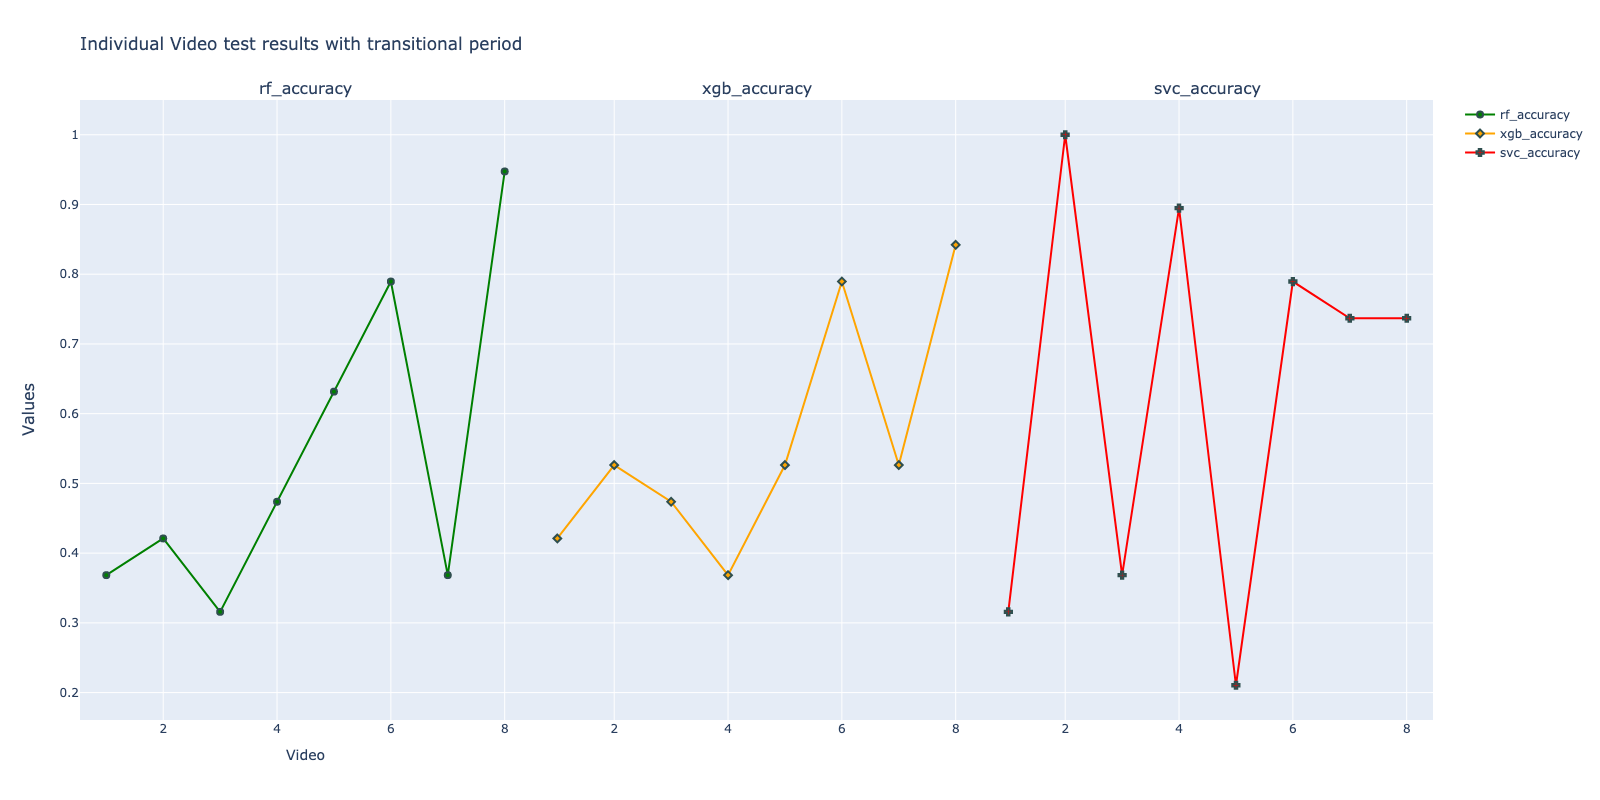 Individual Video test results with transitional period
rf_accuracy
xgb_accuracy
svc_accuracy
rf_accuracy
xgb_accuracy
svc_accuracy
1
0.9
0.8
0.7
0.6
0.5
0.4
0.3
0.2
Values
2 4 6 8
2 4 6 8
2 4 6 8
Video